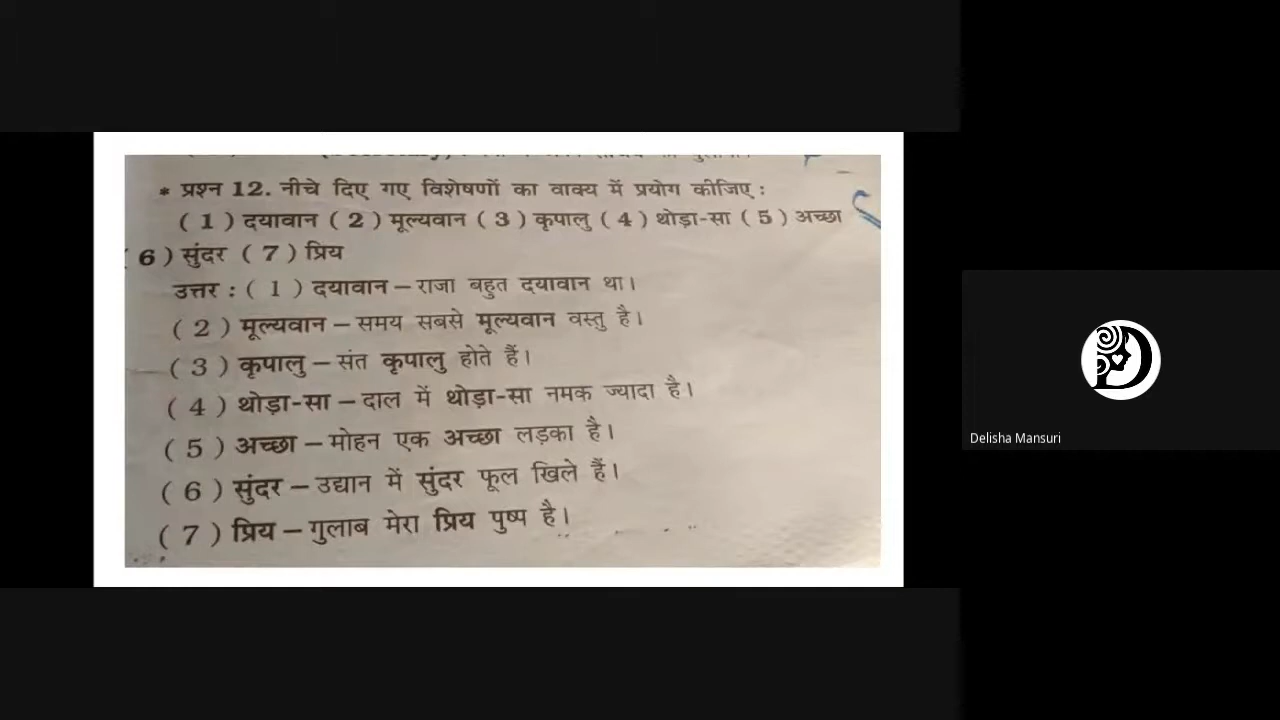 * प्रश्न 12. नीचे दिए गए विशेषणों का वाक्य में प्रयोग कीजिए :
( 1 ) दयावान ( 2 ) मूल्यवान ( 3 ) कृपालु ( 4 ) थोड़ा-सा ( 5 ) अच्छा
( 6 ) सुंदर ( 7 ) प्रिय
उत्तर : ( 1 ) दयावान – राजा बहुत दयावान था।
( 2 ) मूल्यवान – समय सबसे मूल्यवान वस्तु है।
( 3 ) कृपालु – संत कृपालु होते हैं।
( 4 ) थोड़ा-सा – दाल में थोड़ा-सा नमक ज्यादा है।
( 5 ) अच्छा – मोहन एक अच्छा लड़का है।
( 6 ) सुंदर – उद्यान में सुंदर फूल खिले हैं।
( 7 ) प्रिय – गुलाब मेरा प्रिय पुष्प है।
Delisha Mansuri